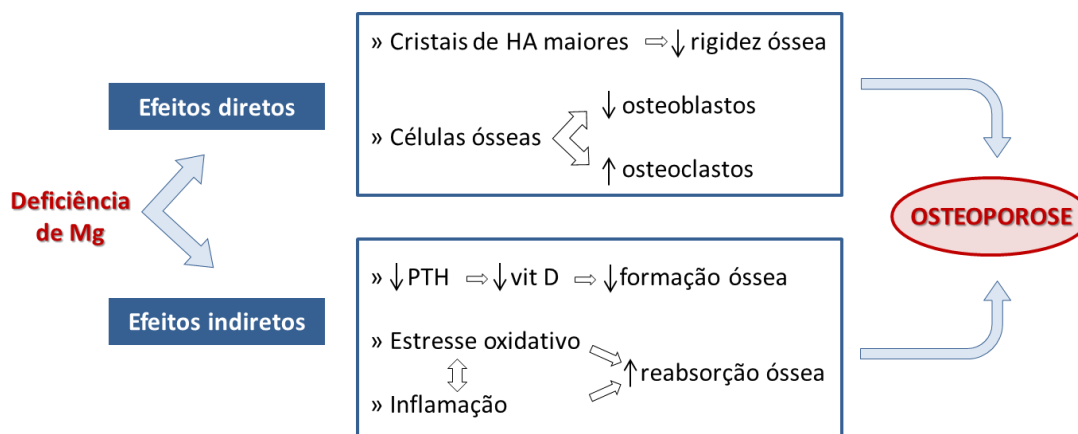 Deficiência
de Mg
Efeitos diretos
» Cristais de HA maiores ⇨ ↓ rigidez óssea
» Células ósseas
↓ osteoblastos
↑ osteoclastos
Efeitos indiretos
» ↓ PTH ⇨ ↓ vit D ⇨ ↓ formação óssea
» Estresse oxidativo
» Inflamação
↑ reabsorção óssea
OSTEOPOROSE